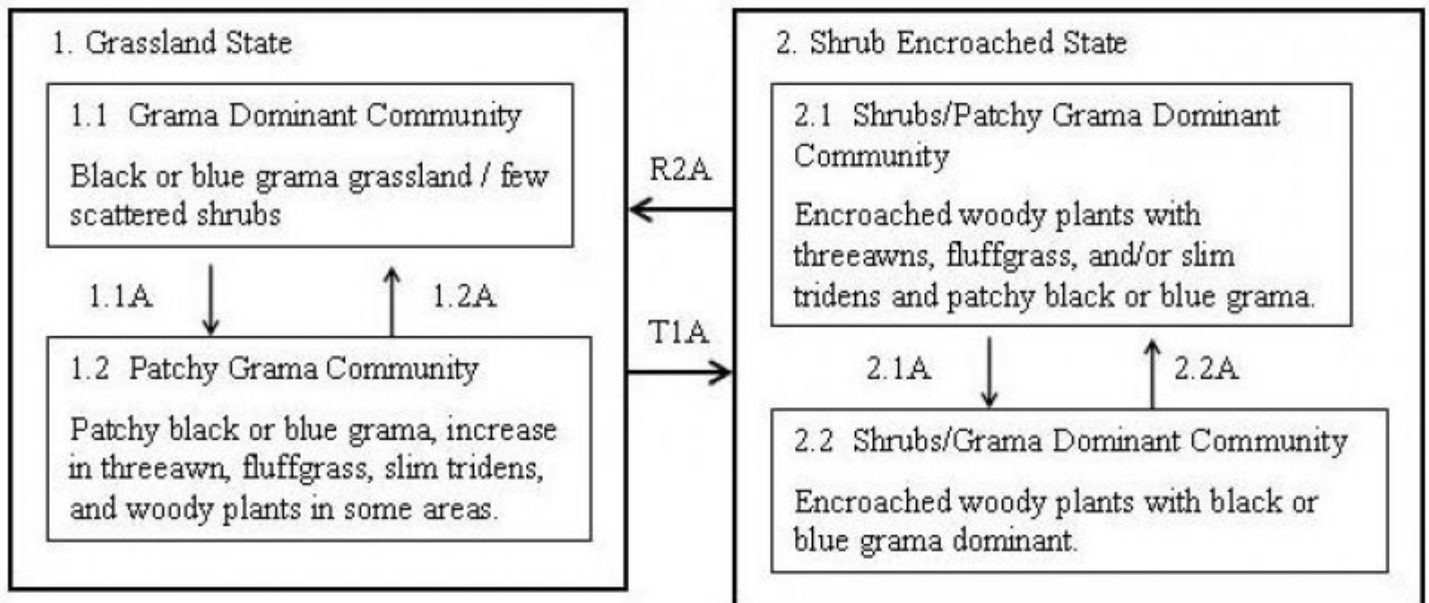 1. Grassland State
1.1 Grama Dominant Community
Black or blue grama grassland / few
scattered shrubs
1.1A
1.2A
1.2 Patchy Grama Community
Patchy black or blue grama, increase
in threeawn, fluffgrass, slim tridens,
and woody plants in some areas.
R2A
T1A
2. Shrub Encroached State
2.1 Shrubs/Patchy Grama Dominant
Community
Encroached woody plants with
threeawns, fluffgrass, and/or slim
tridens and patchy black or blue grama.
2.1A
2.2A
2.2 Shrubs/Grama Dominant Community
Encroached woody plants with black or
blue grama dominant.